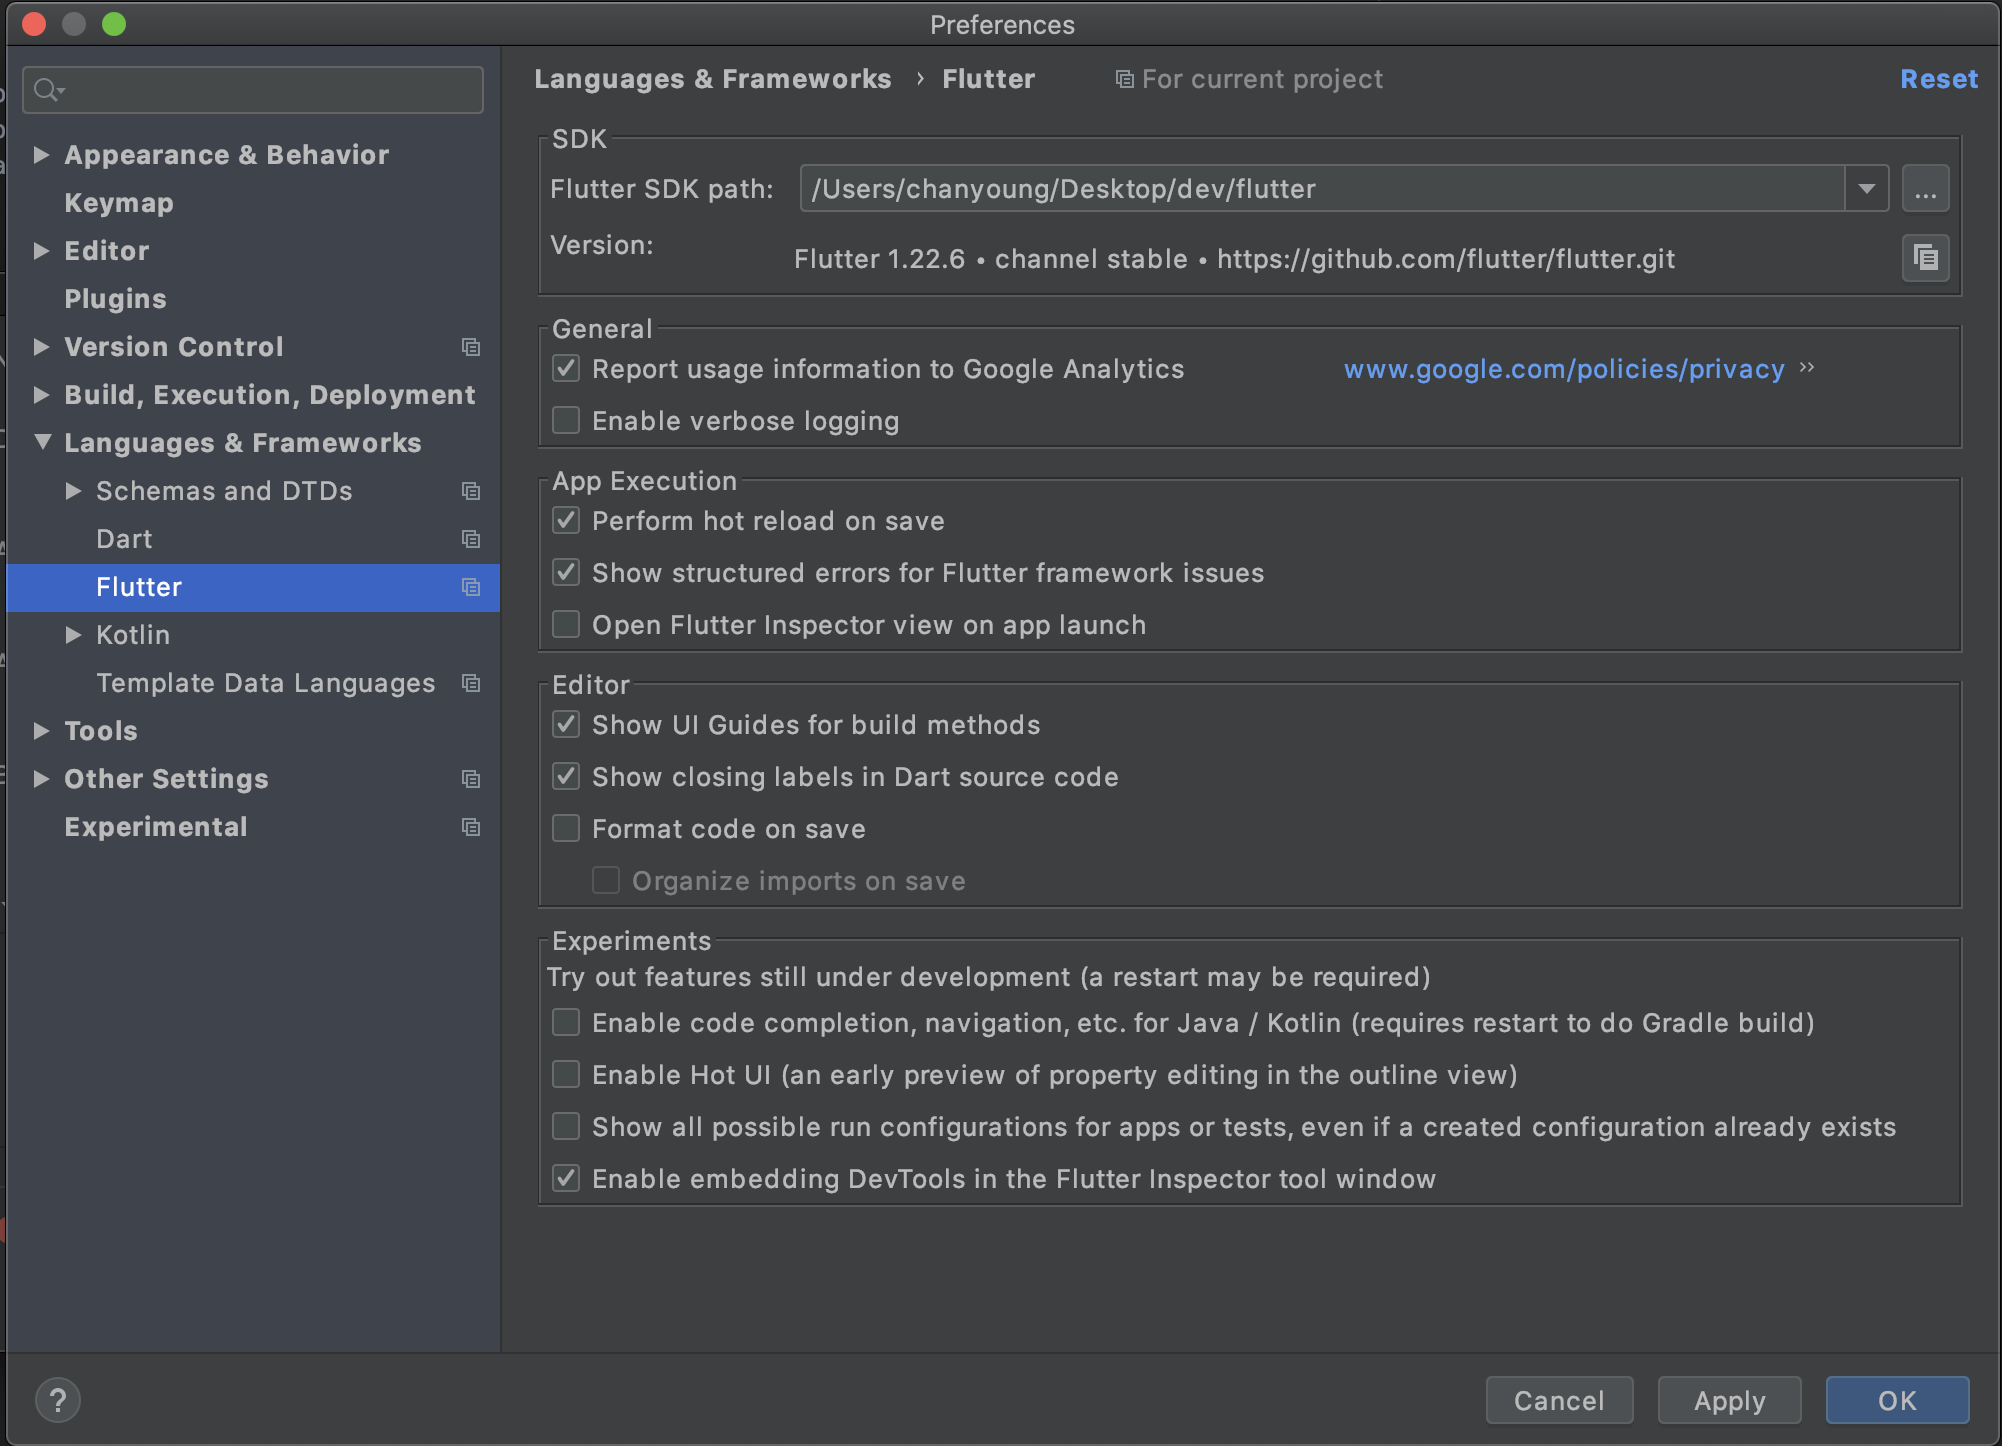 Preferences
Appearance & Behavior
Keymap
Editor
Plugins
Version Control
Build, Execution, Deployment
Languages & Frameworks
Schemas and DTDs
Dart
Flutter
Kotlin
Template Data Languages
Tools
Other Settings
Experimental
Languages & Frameworks › Flutter For current project Reset
SDK
Flutter SDK path: /Users/chanyoung/Desktop/dev/flutter ...
Version: Flutter 1.22.6 • channel stable • https://github.com/flutter/flutter.git
General
Report usage information to Google Analytics www.google.com/policies/privacy »
Enable verbose logging
App Execution
Perform hot reload on save
Show structured errors for Flutter framework issues
Open Flutter Inspector view on app launch
Editor
Show UI Guides for build methods
Show closing labels in Dart source code
Format code on save
Organize imports on save
Experiments
Try out features still under development (a restart may be required)
Enable code completion, navigation, etc. for Java / Kotlin (requires restart to do Gradle build)
Enable Hot UI (an early preview of property editing in the outline view)
Show all possible run configurations for apps or tests, even if a created configuration already exists
Enable embedding DevTools in the Flutter Inspector tool window
? Cancel Apply OK